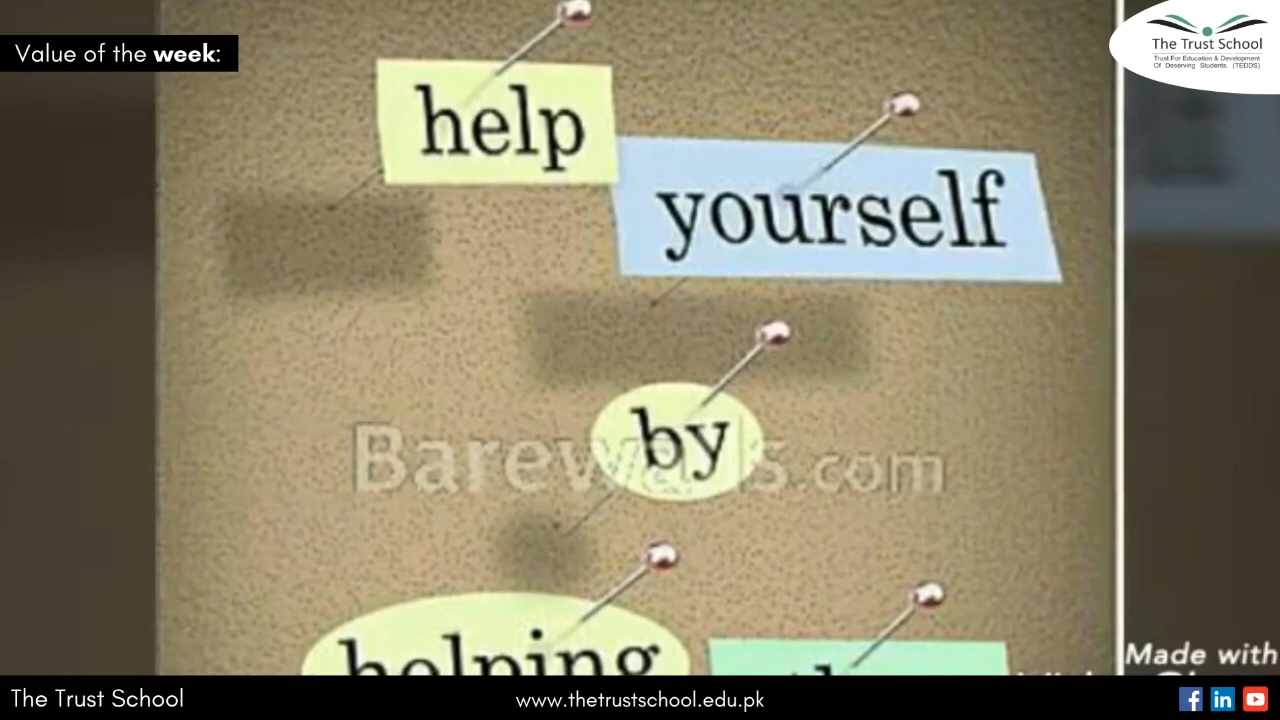 Value of the week:
The Trust School
Trust For Education & Development
Of Deserving Students. (TEDDS)
help
yourself
by
Barewalls.com
helping
Made with
The Trust School
www.thetrustschool.edu.pk